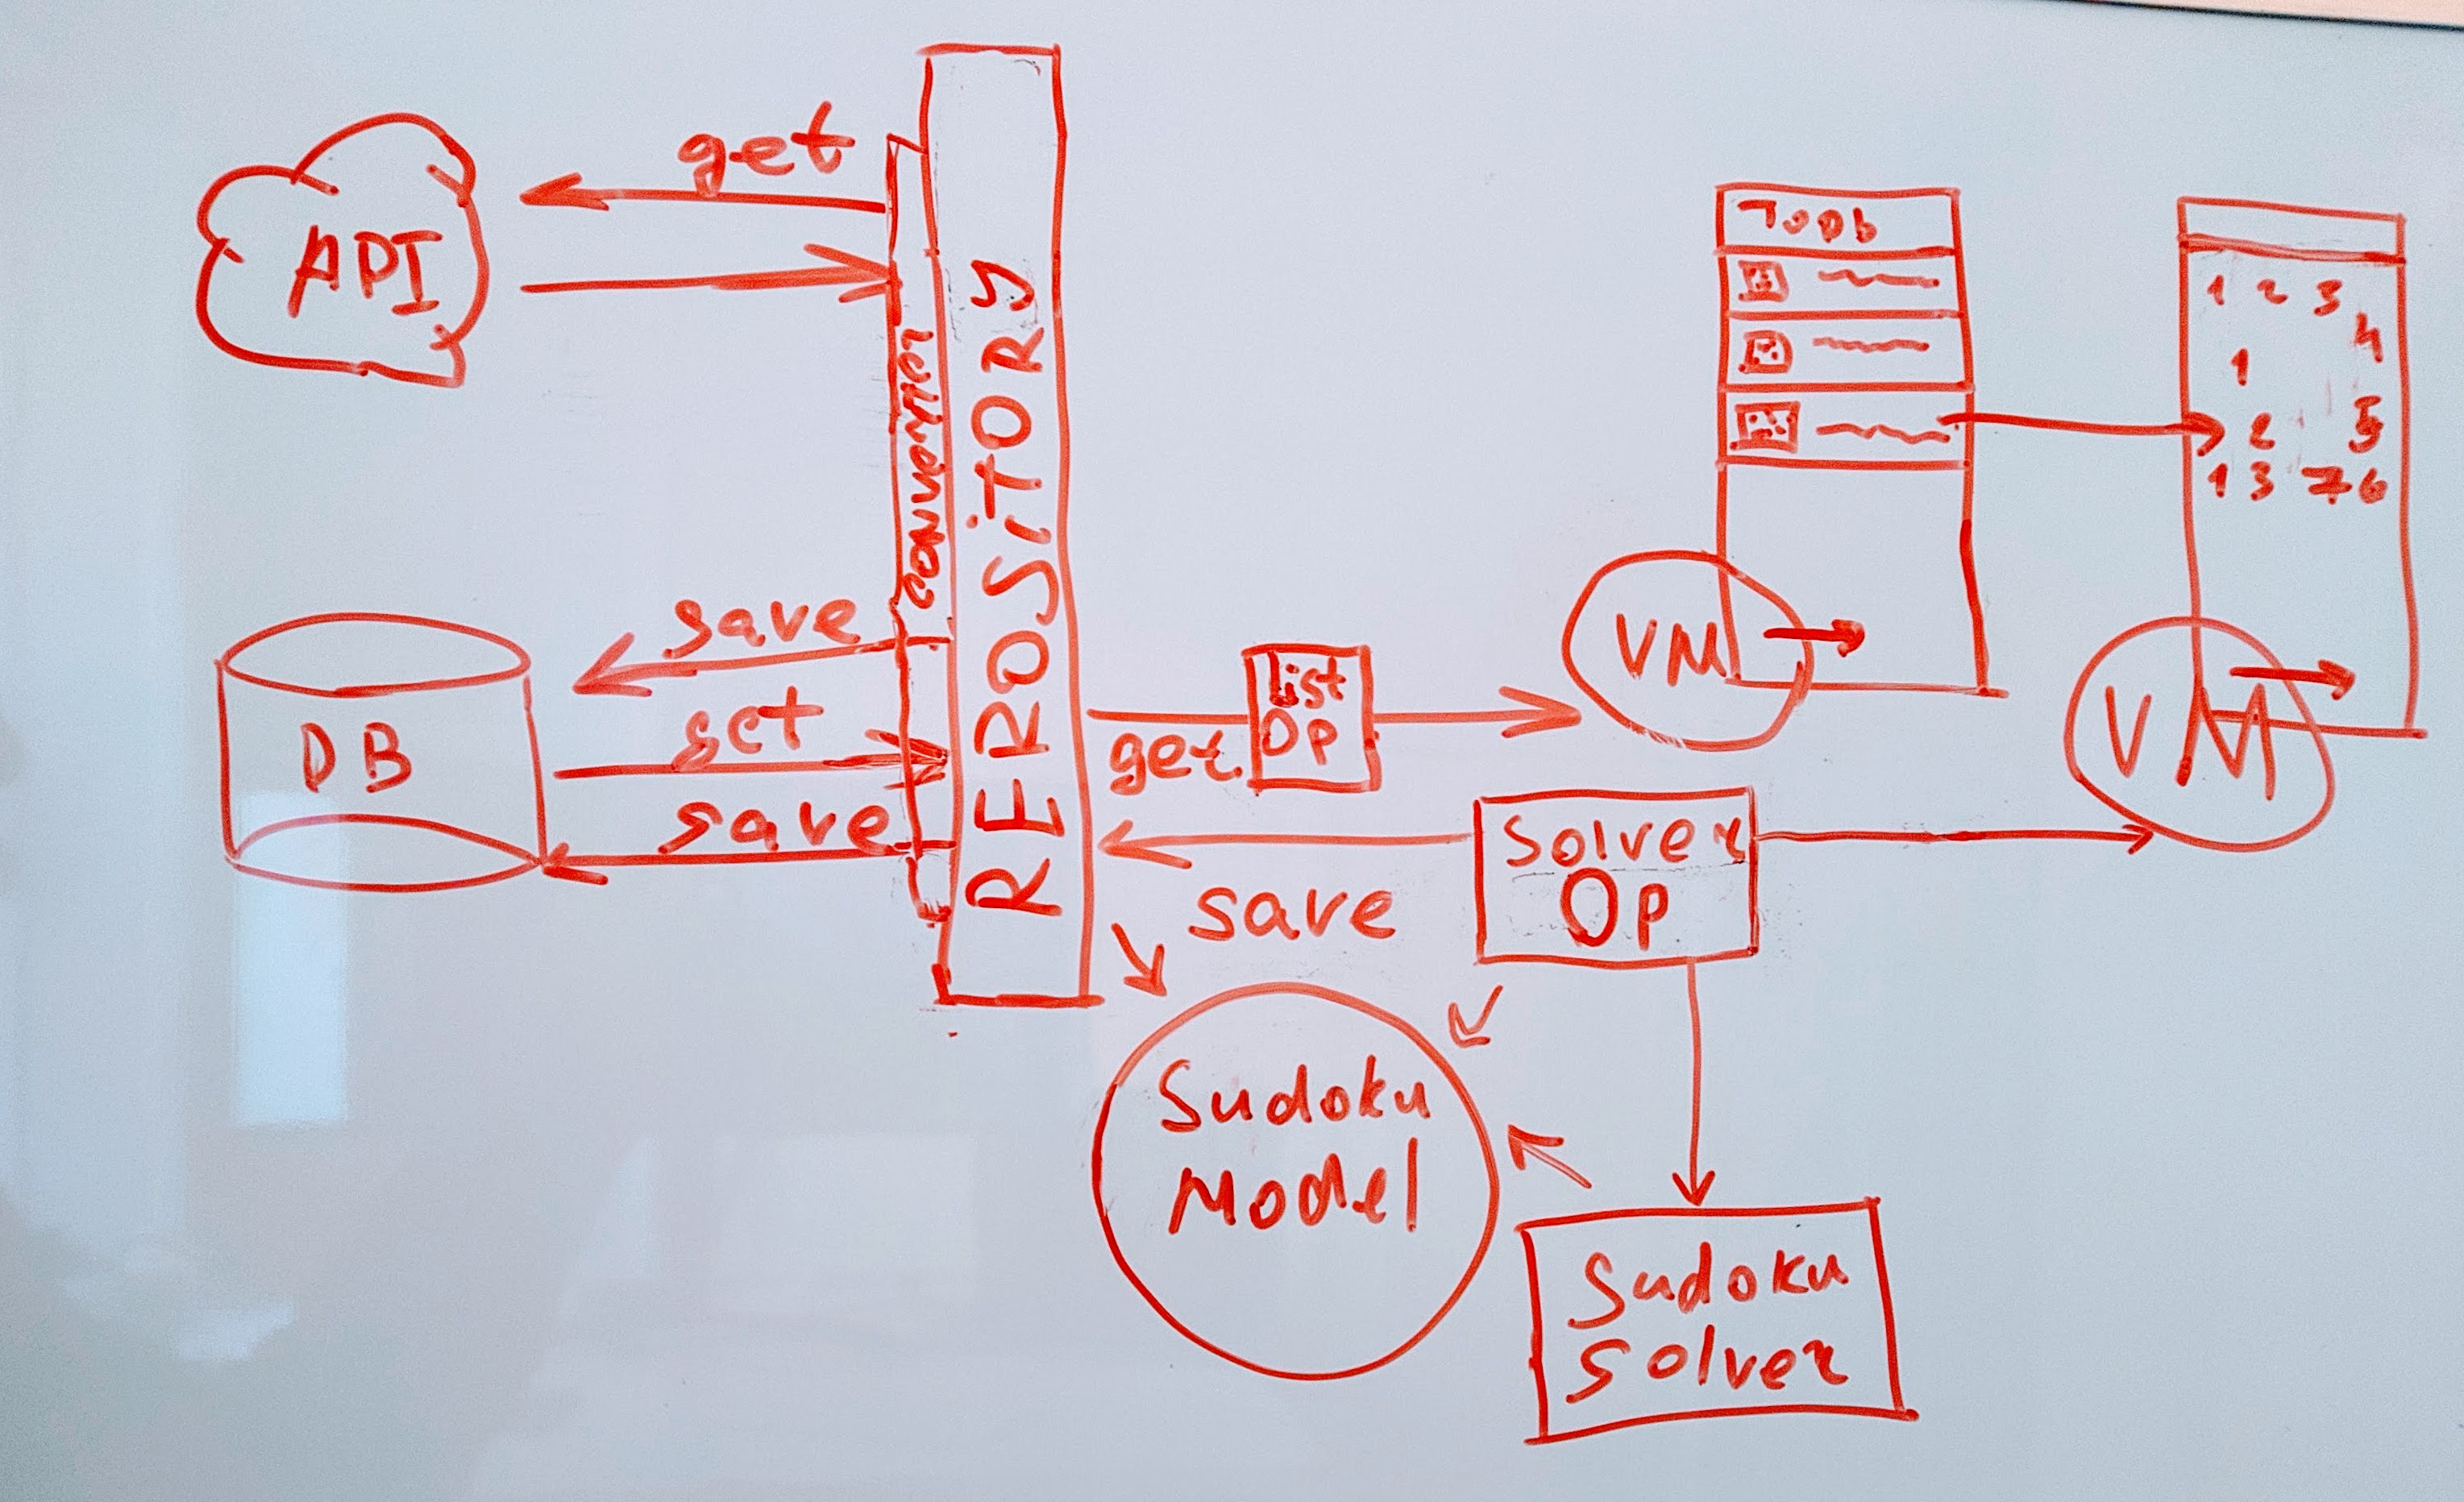 get
API
converter
REPOSITORY
save
DB
get
save
get
list
Op
save
Solver
Op
VM
1 2 3
4
1
2 5
1 3 7 6
VM
Sudoku
Model
Sudoku
Solver